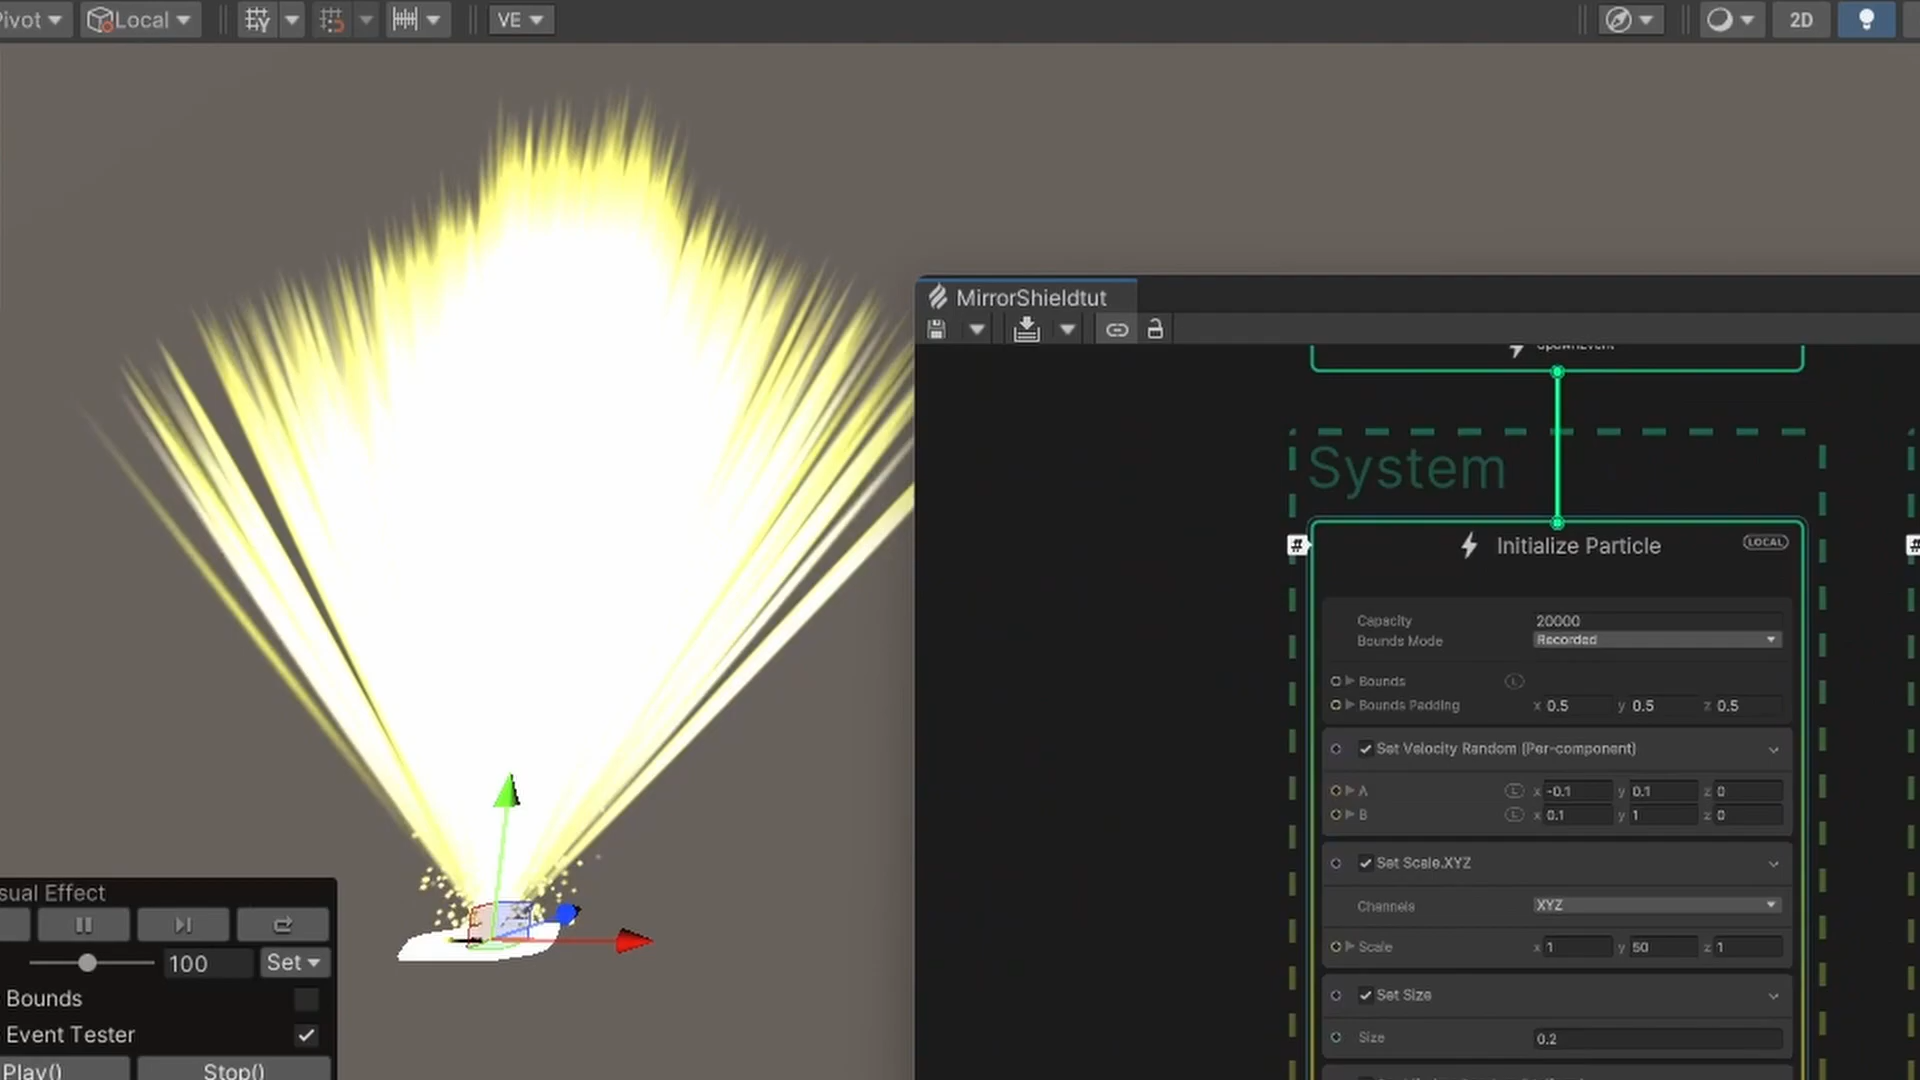 Pivot
Local
VE
2D
MirrorShieldtut
SpawnEvent
System
Initialize Particle
LOCAL
Capacity 20000
Bounds Mode Recorded
Bounds L
Bounds Padding x 0.5 y 0.5 z 0.5
Set Velocity Random (Per-component)
A L x -0.1 y 0.1 z 0
B L x 0.1 y 1 z 0
Set Scale.XYZ
Channels XYZ
Scale x 1 y 50 z 1
Set Size
Size 0.2
sual Effect
100 Set
Bounds
Event Tester
Play() Stop()